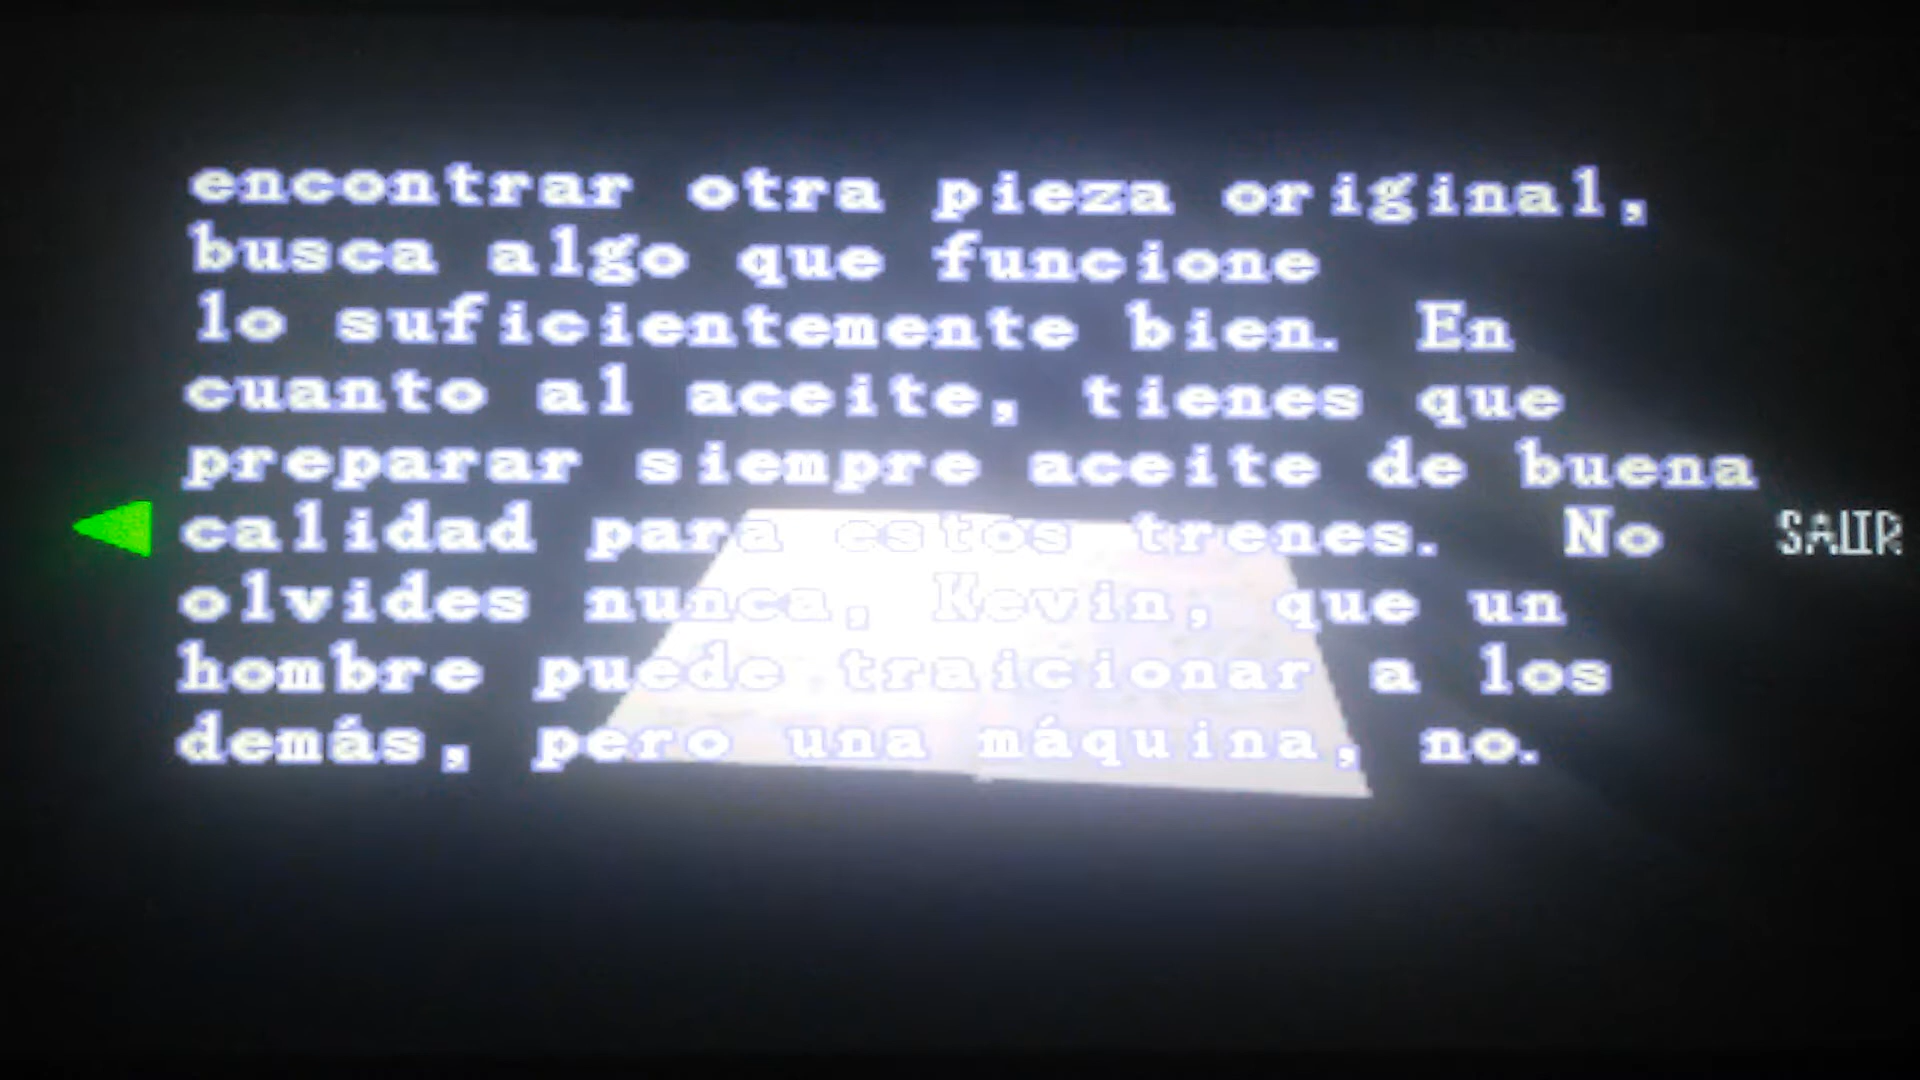 encontrar otra pieza original,
busca algo que funcione
lo suficientemente bien. En
cuanto al aceite, tienes que
preparar siempre aceite de buena
calidad para estos trenes. No
SALIR
olvides nunca, Kevin, que un
hombre puede traicionar a los
demás, pero una máquina, no.